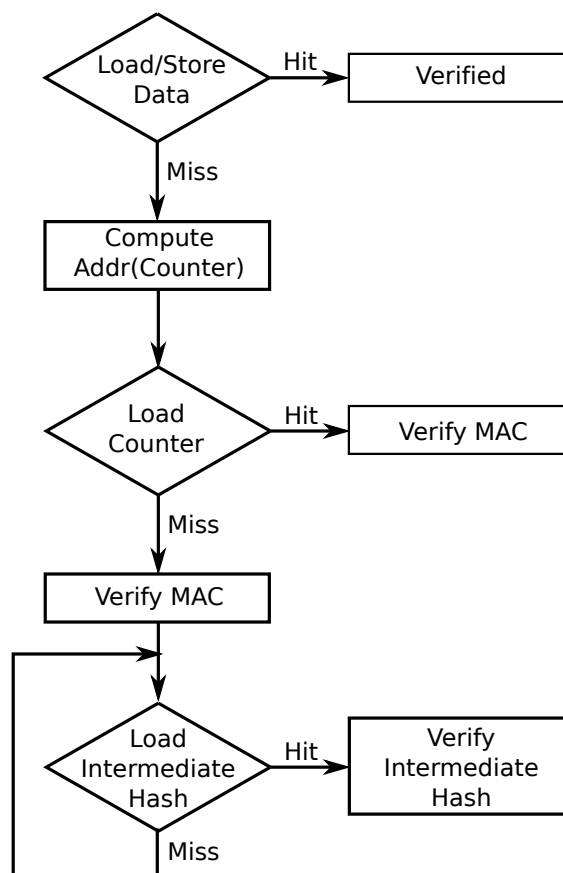 Load/Store
Data
Hit
Verified
Miss
Compute
Addr(Counter)
Load
Counter
Hit
Verify MAC
Miss
Verify MAC
Load
Intermediate
Hash
Hit
Verify
Intermediate
Hash
Miss